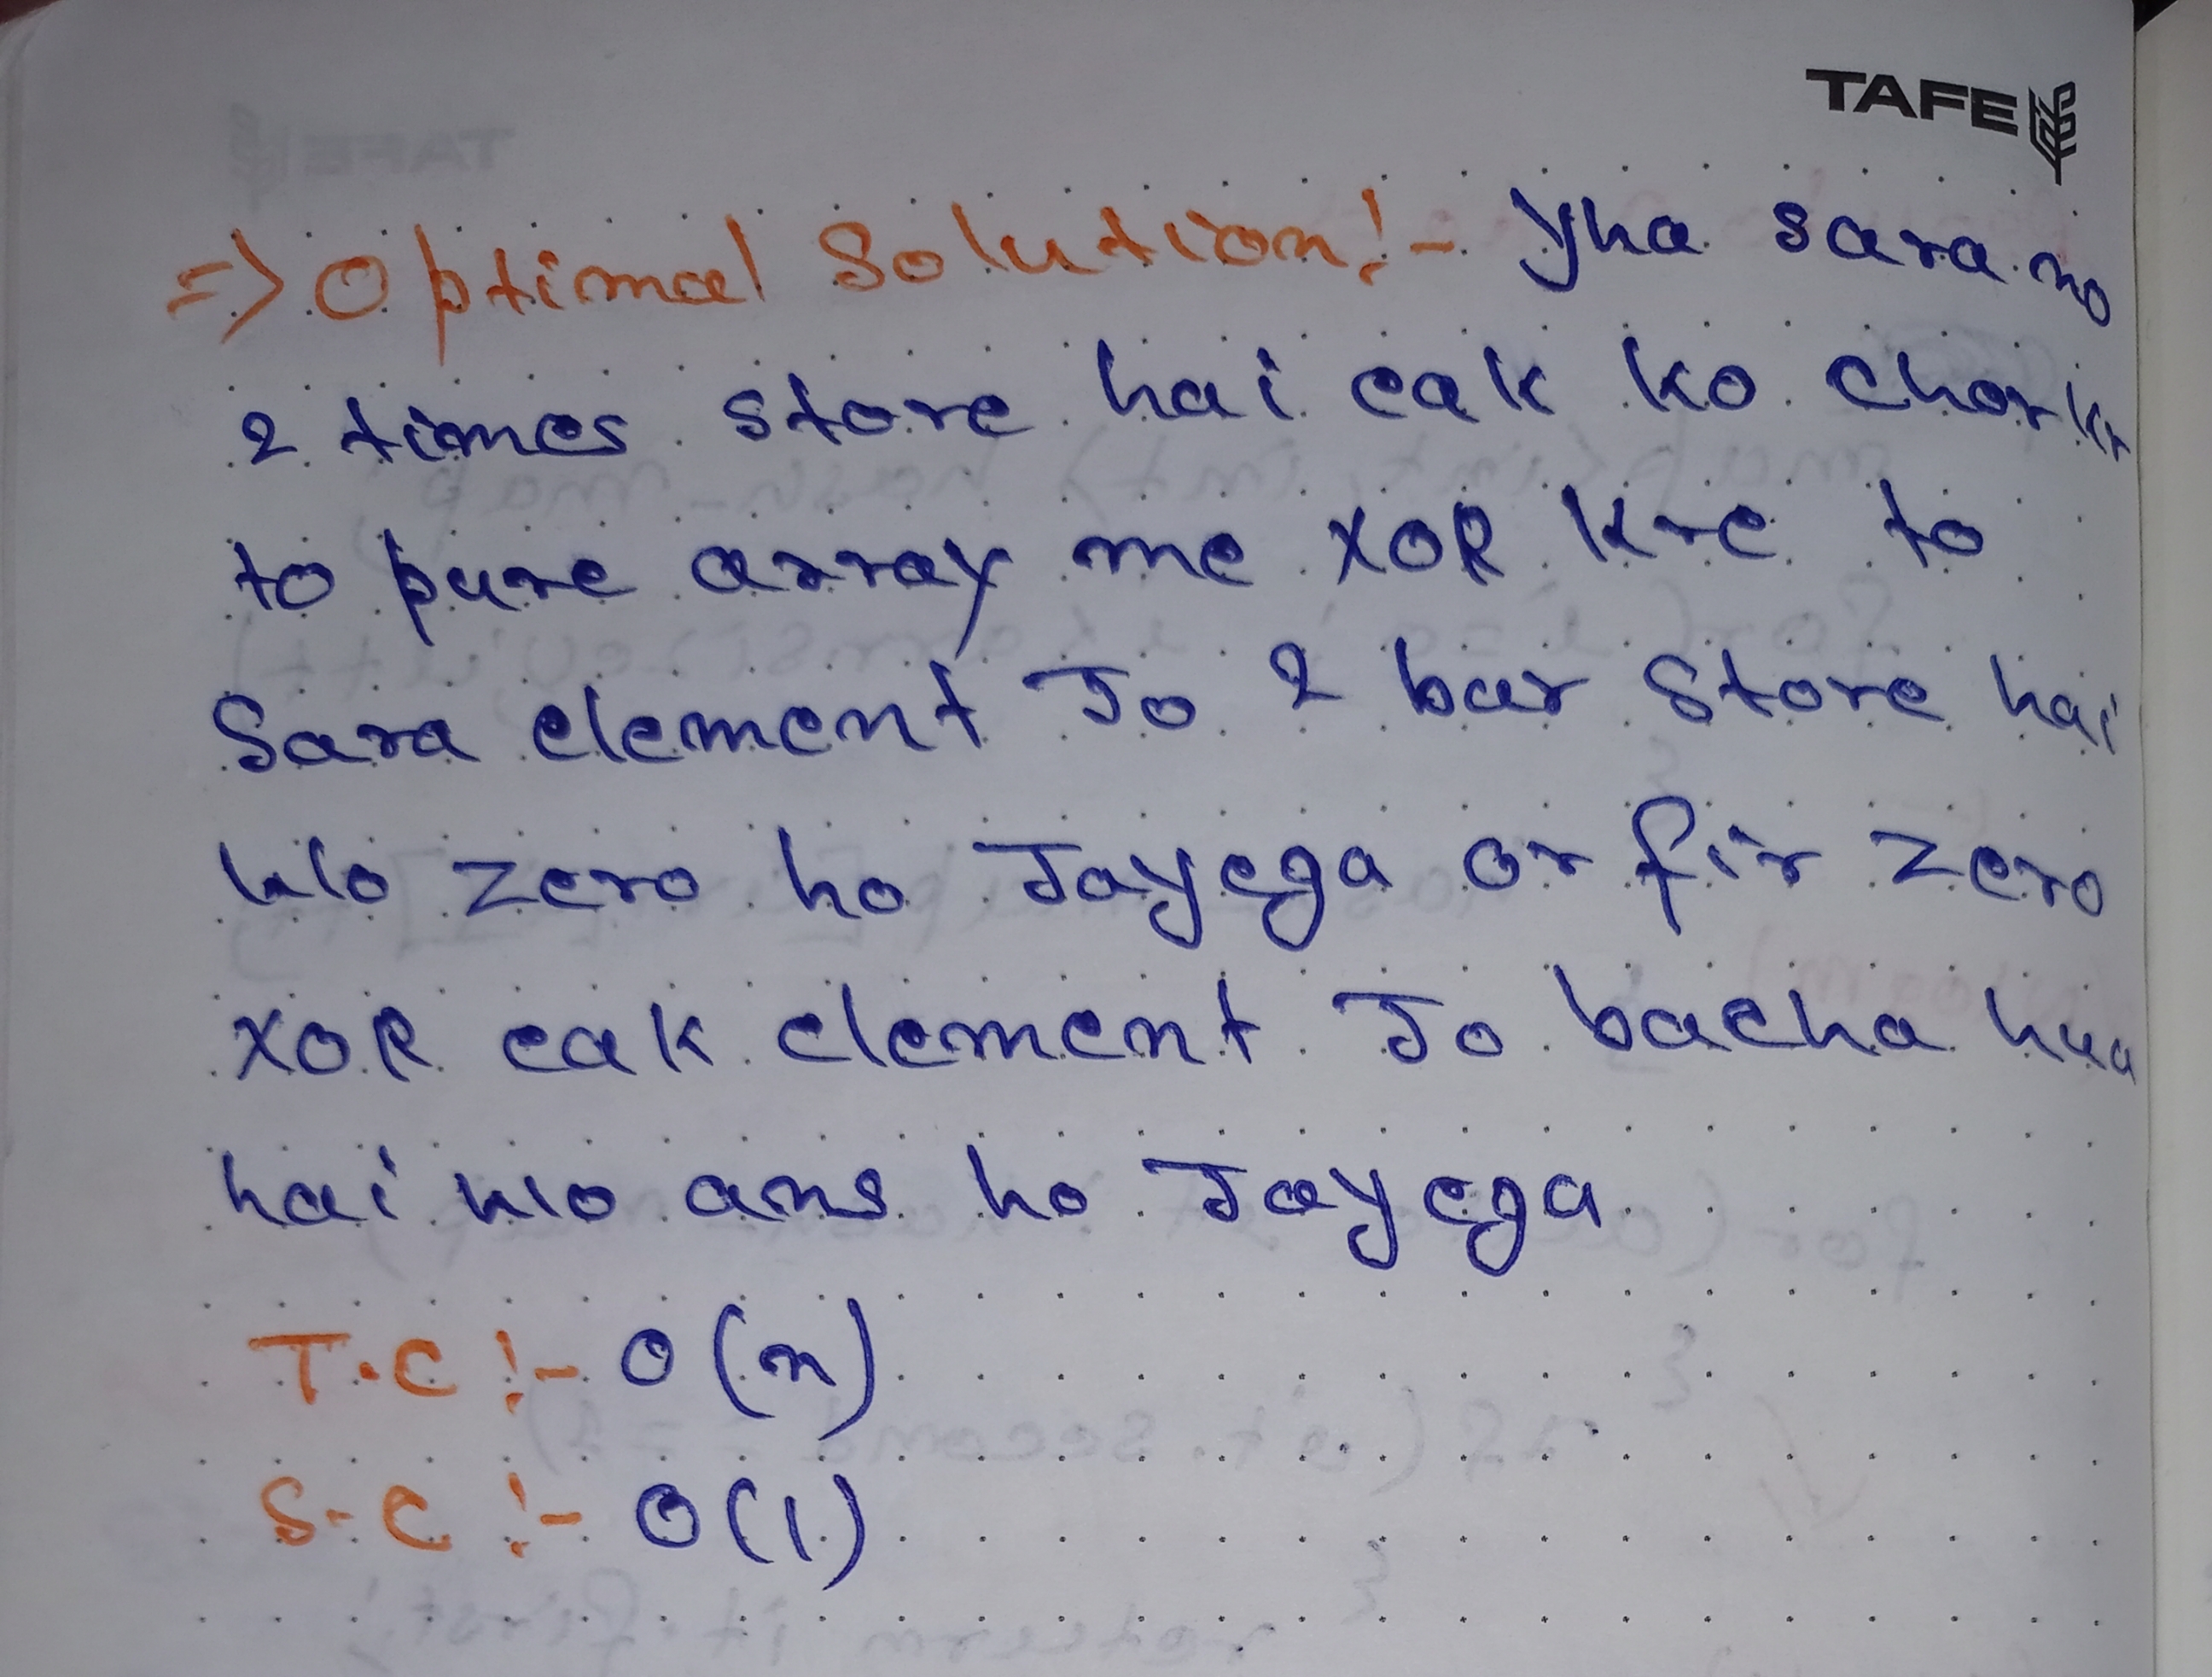 TAFE
=> Optimal Solution:- Yha sara no
2 times store hai eak ko chorkr
to pure array me XOR kre to
Sara element Jo 2 bar Store hai
wo zero ho Jayega or fir zero
XOR eak element Jo bacha hua
hai wo ans ho Jayega
T.C :- O(n)
S-C :- O(1)